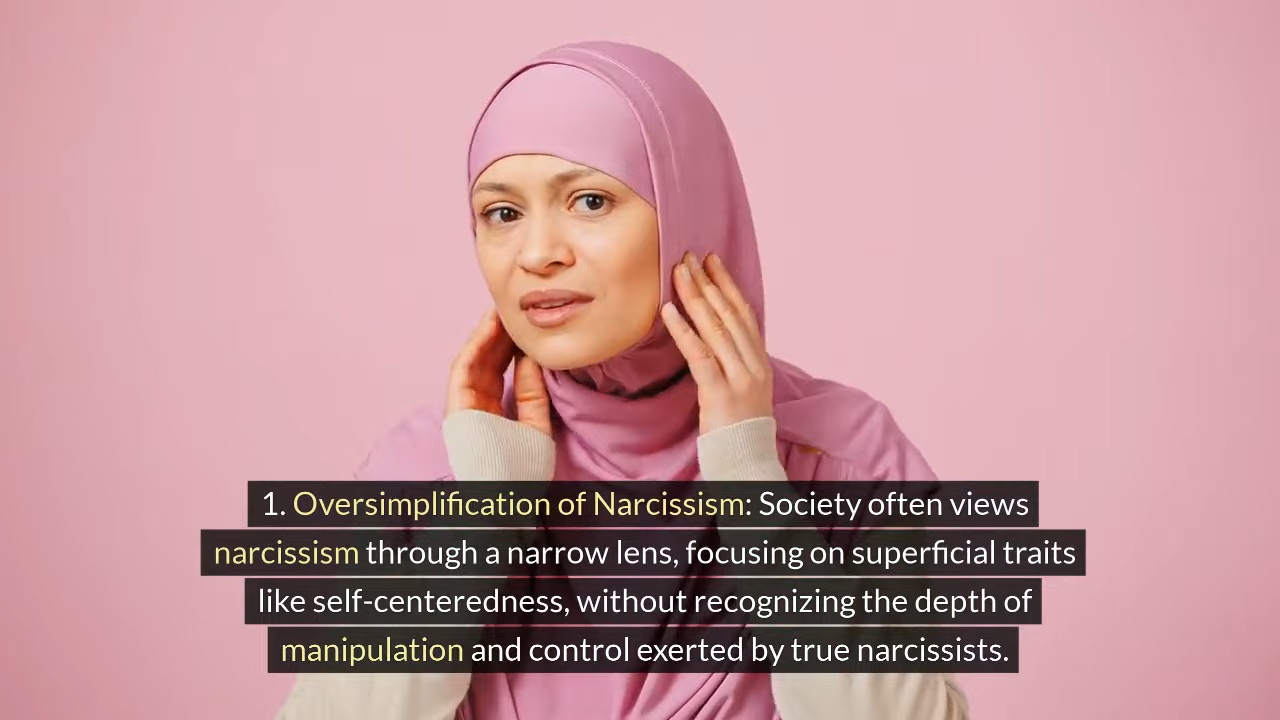 1. Oversimplification of Narcissism: Society often views
narcissism through a narrow lens, focusing on superficial traits
like self-centeredness, without recognizing the depth of
manipulation and control exerted by true narcissists.